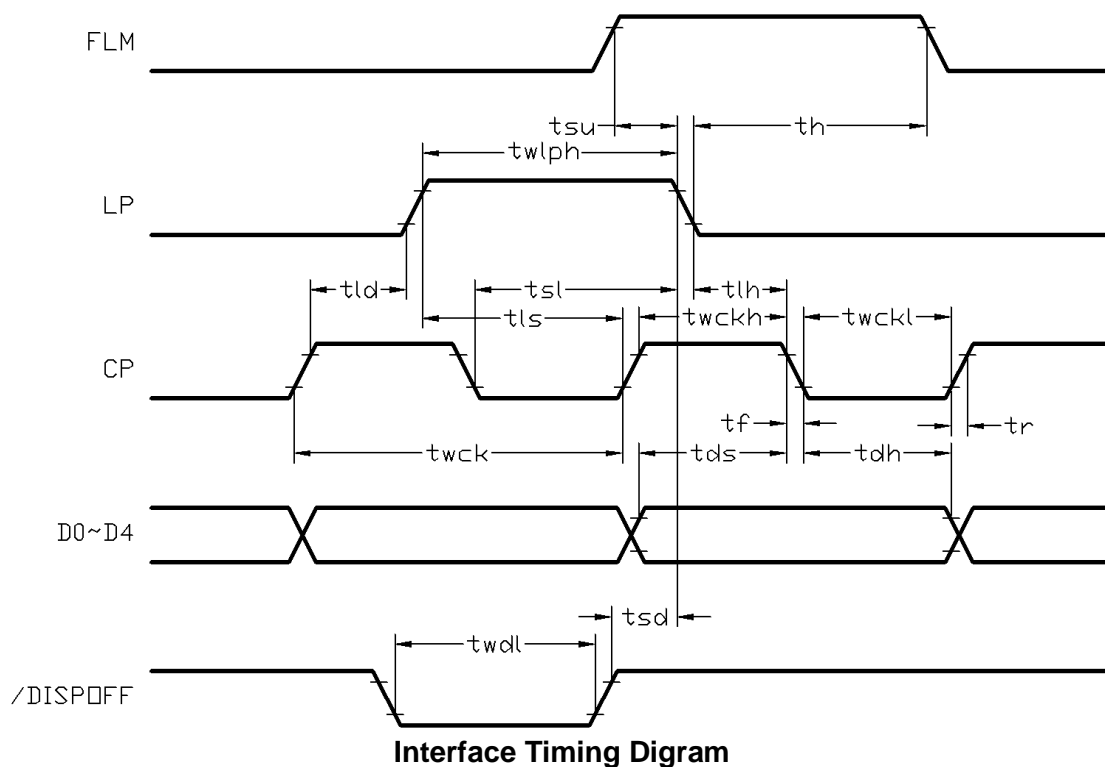 FLM
tsu
th
twlph
LP
tld
tsl
tlh
tls
twckh
twckl
CP
tf
tr
twck
tds
tdh
D0~D4
tsd
twdl
/DISPOFF
Interface Timing Digram